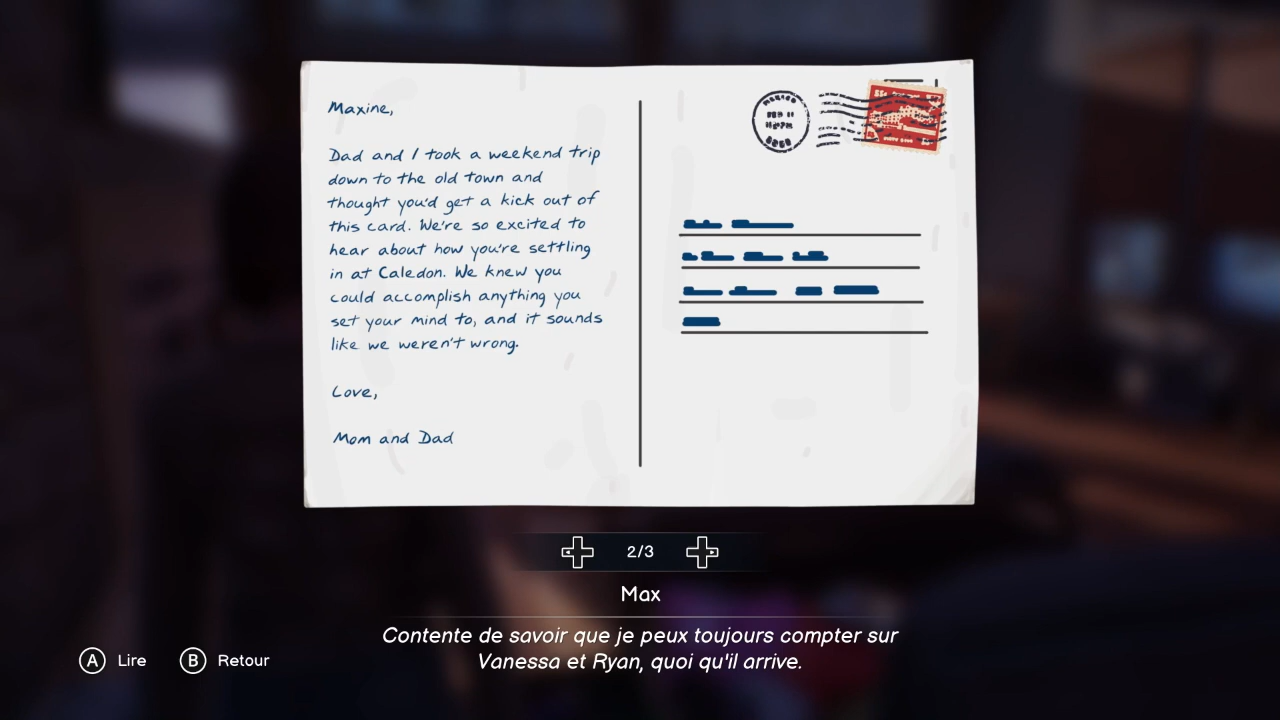 Maxine,
Dad and I took a weekend trip
down to the old town and
thought you'd get a kick out of
this card. We're so excited to
hear about how you're settling
in at Caledon. We knew you
could accomplish anything you
set your mind to, and it sounds
like we weren't wrong.
Love,
Mom and Dad
2/3
Max
Contente de savoir que je peux toujours compter sur
Vanessa et Ryan, quoi qu'il arrive.
A Lire B Retour